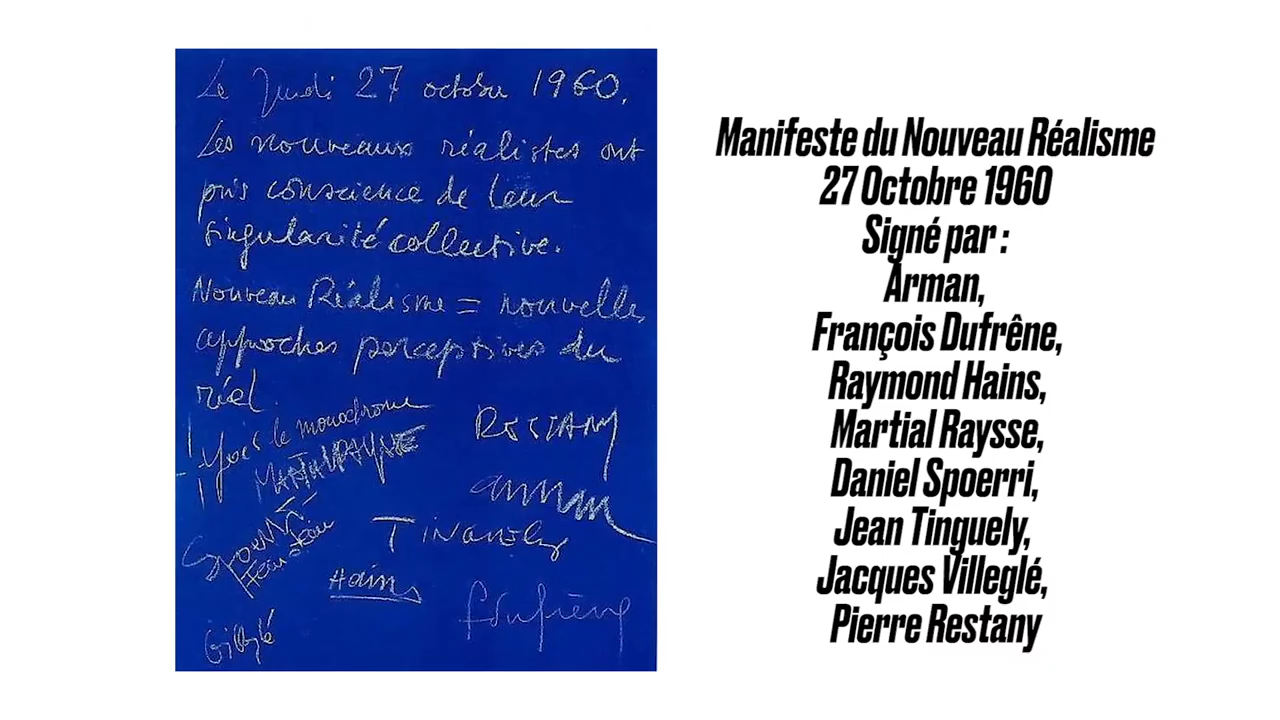 Le Jeudi 27 octobre 1960.
Les nouveaux réalistes ont
pris conscience de leur
singularité collective.
Nouveau Réalisme = nouvelles
approches perceptives du
réel.
Yves le monochrome
RESTANY
MARTIAL RAYSSE
arman
SPOERRI
TINGUELY
Hains
fdufrêne
Villeglé
Manifeste du Nouveau Réalisme
27 Octobre 1960
Signé par :
Arman,
François Dufrêne,
Raymond Hains,
Martial Raysse,
Daniel Spoerri,
Jean Tinguely,
Jacques Villeglé,
Pierre Restany